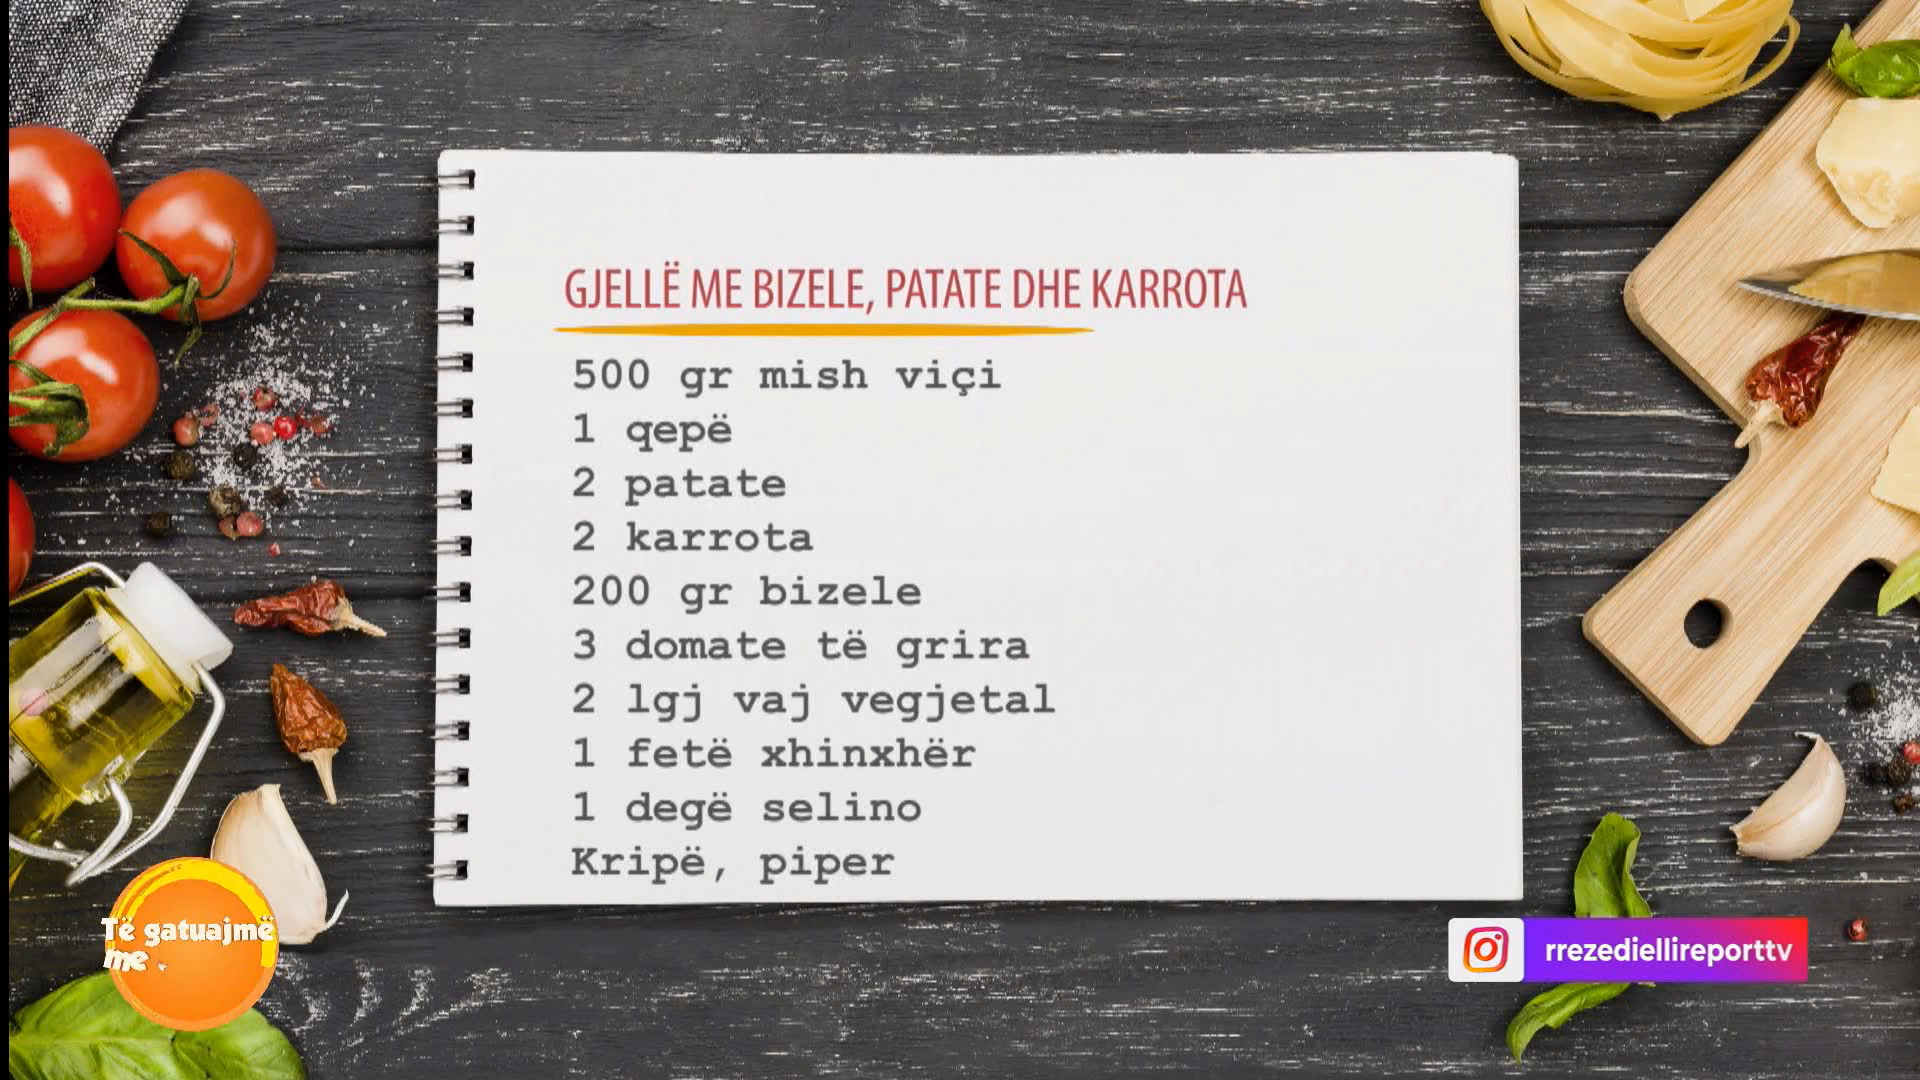 GJELLË ME BIZELE, PATATE DHE KARROTA
500 gr mish viçi
1 qepë
2 patate
2 karrota
200 gr bizele
3 domate të grira
2 lgj vaj vegjetal
1 fetë xhinxhër
1 degë selino
Kripë, piper
Të gatuajmë
me
rrezediellireporttv